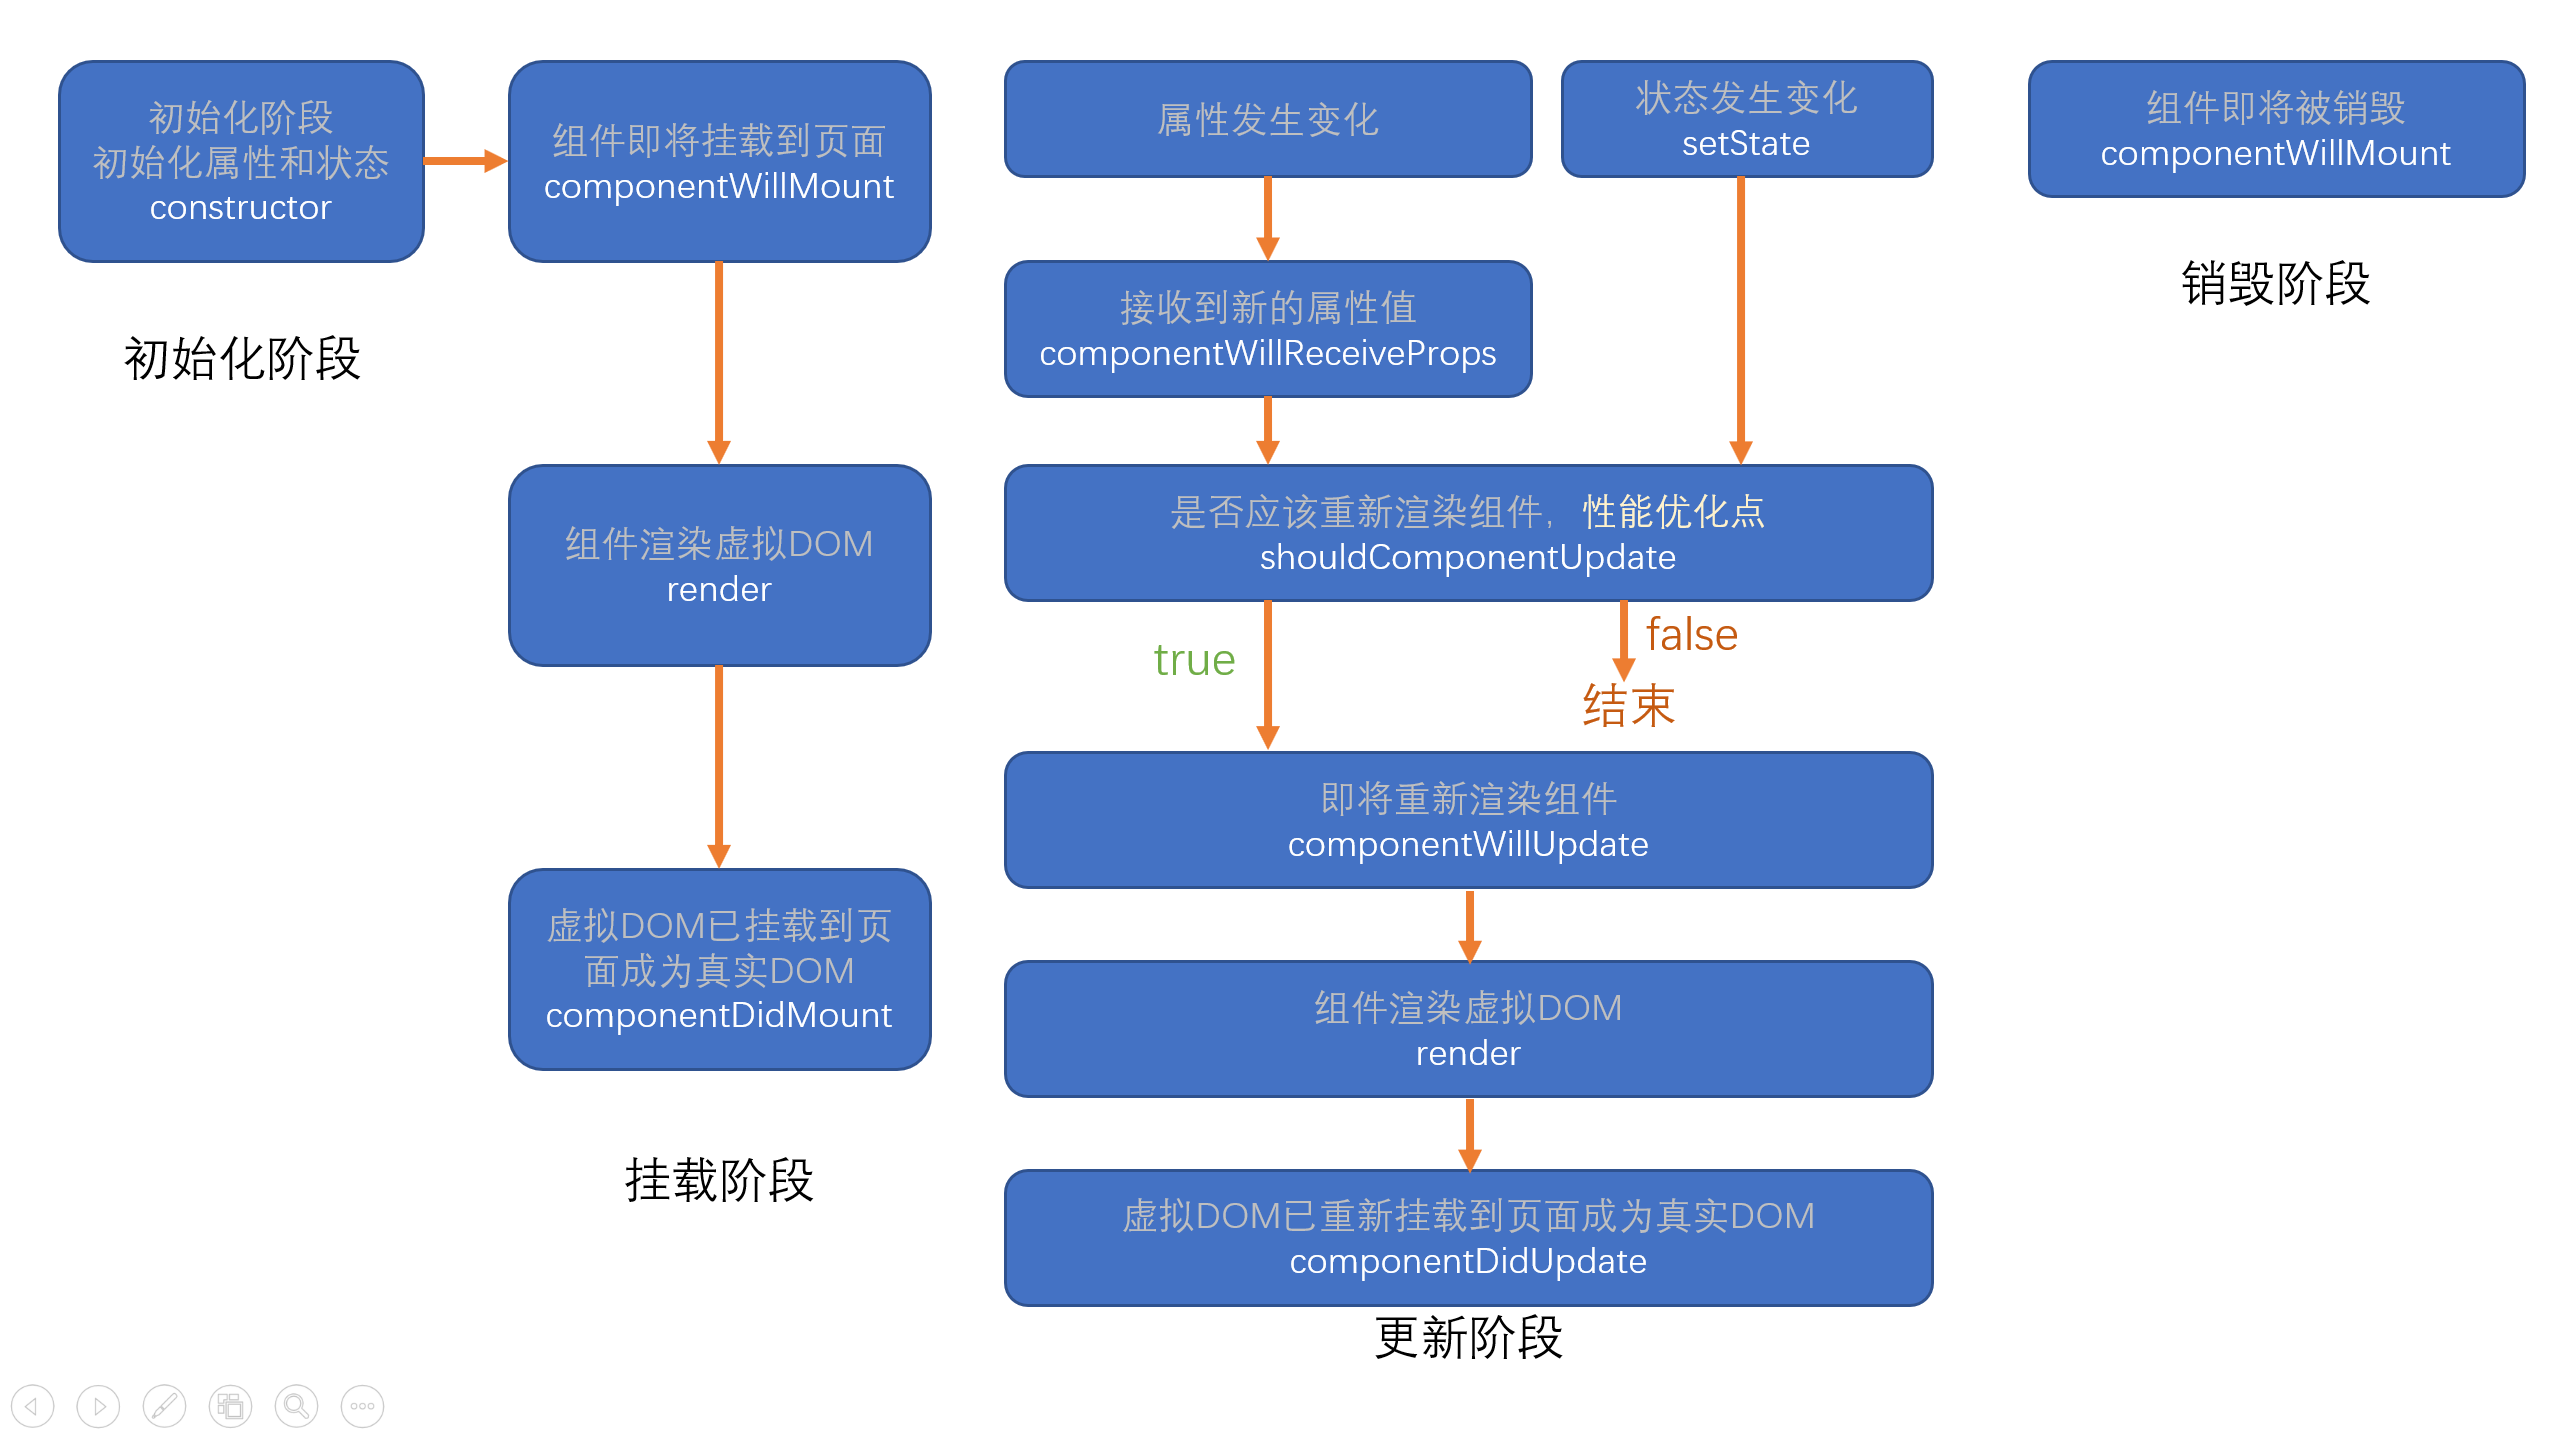 初始化阶段
初始化属性和状态
constructor
初始化阶段
组件即将挂载到页面
componentWillMount
组件渲染虚拟DOM
render
虚拟DOM已挂载到页
面成为真实DOM
componentDidMount
挂载阶段
属性发生变化
状态发生变化
setState
接收到新的属性值
componentWillReceiveProps
是否应该重新渲染组件，性能优化点
shouldComponentUpdate
true
false
结束
即将重新渲染组件
componentWillUpdate
组件渲染虚拟DOM
render
虚拟DOM已重新挂载到页面成为真实DOM
componentDidUpdate
更新阶段
组件即将被销毁
componentWillMount
销毁阶段